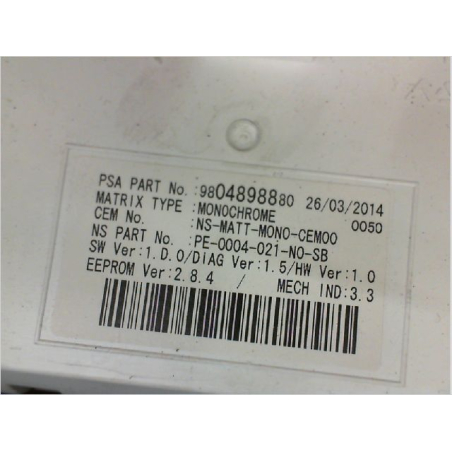 PSA PART No.:9804898880 26/03/2014
MATRIX TYPE :MONOCHROME 0050
CEM No. :NS-MATT-MONO-CEM00
NS PART No. :PE-0004-021-NO-SB
SW Ver:1.D.0/DIAG Ver:1.5/HW Ver:1.0
EEPROM Ver:2.8.4 / MECH IND:3.3